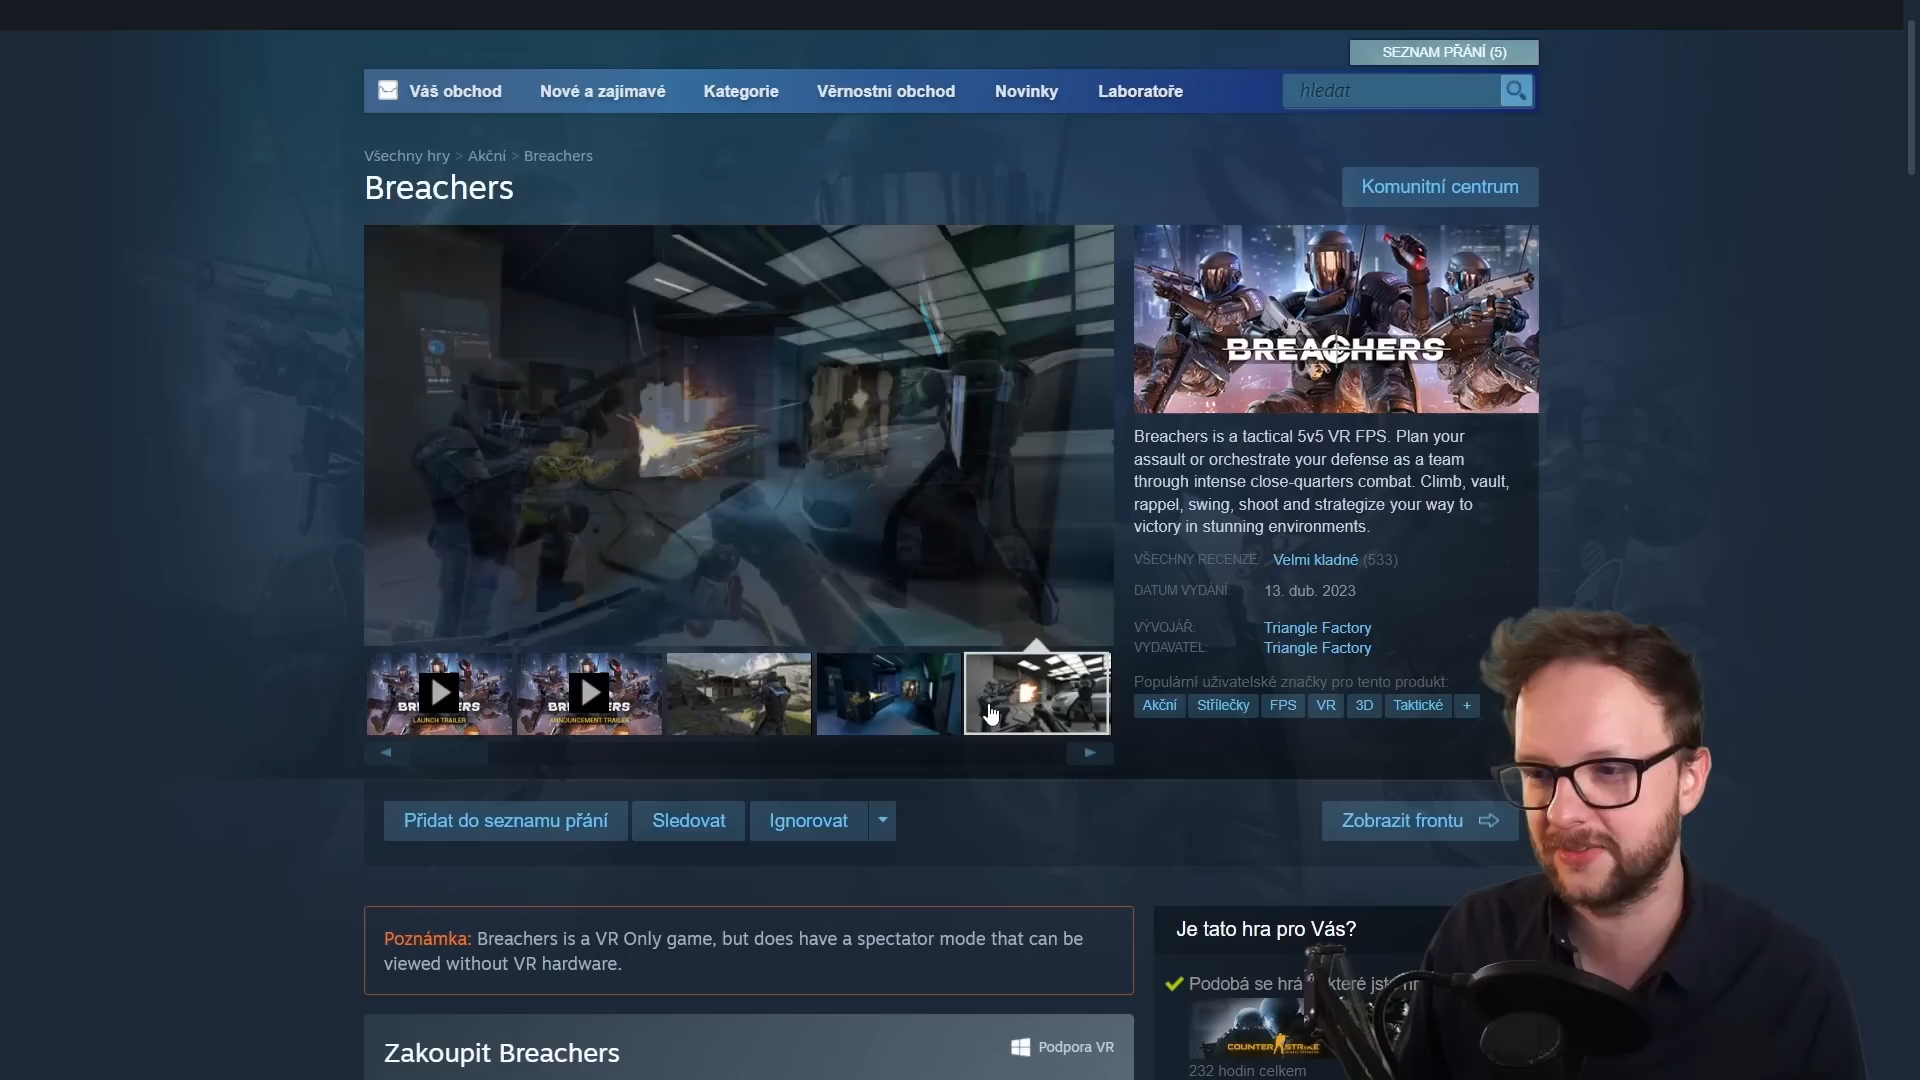 SEZNAM PŘÁNÍ (5)
Váš obchod
Nové a zajímavé
Kategorie
Věrnostní obchod
Novinky
Laboratoře
hledat
Všechny hry > Akční > Breachers
Breachers
Komunitní centrum
BREACHERS
Breachers is a tactical 5v5 VR FPS. Plan your
assault or orchestrate your defense as a team
through intense close-quarters combat. Climb, vault,
rappel, swing, shoot and strategize your way to
victory in stunning environments.
VŠECHNY RECENZE: Velmi kladné (533)
DATUM VYDÁNÍ: 13. dub. 2023
VÝVOJÁŘ: Triangle Factory
VYDAVATEL: Triangle Factory
Populární uživatelské značky pro tento produkt:
Akční Střílečky FPS VR 3D Taktické +
LAUNCH TRAILER
ANNOUNCEMENT TRAILER
Přidat do seznamu přání
Sledovat
Ignorovat
Zobrazit frontu
Poznámka: Breachers is a VR Only game, but does have a spectator mode that can be
viewed without VR hardware.
Je tato hra pro Vás?
Podobá se
COUNTER STRIKE
232 hodin celkem
Zakoupit Breachers
Podpora VR